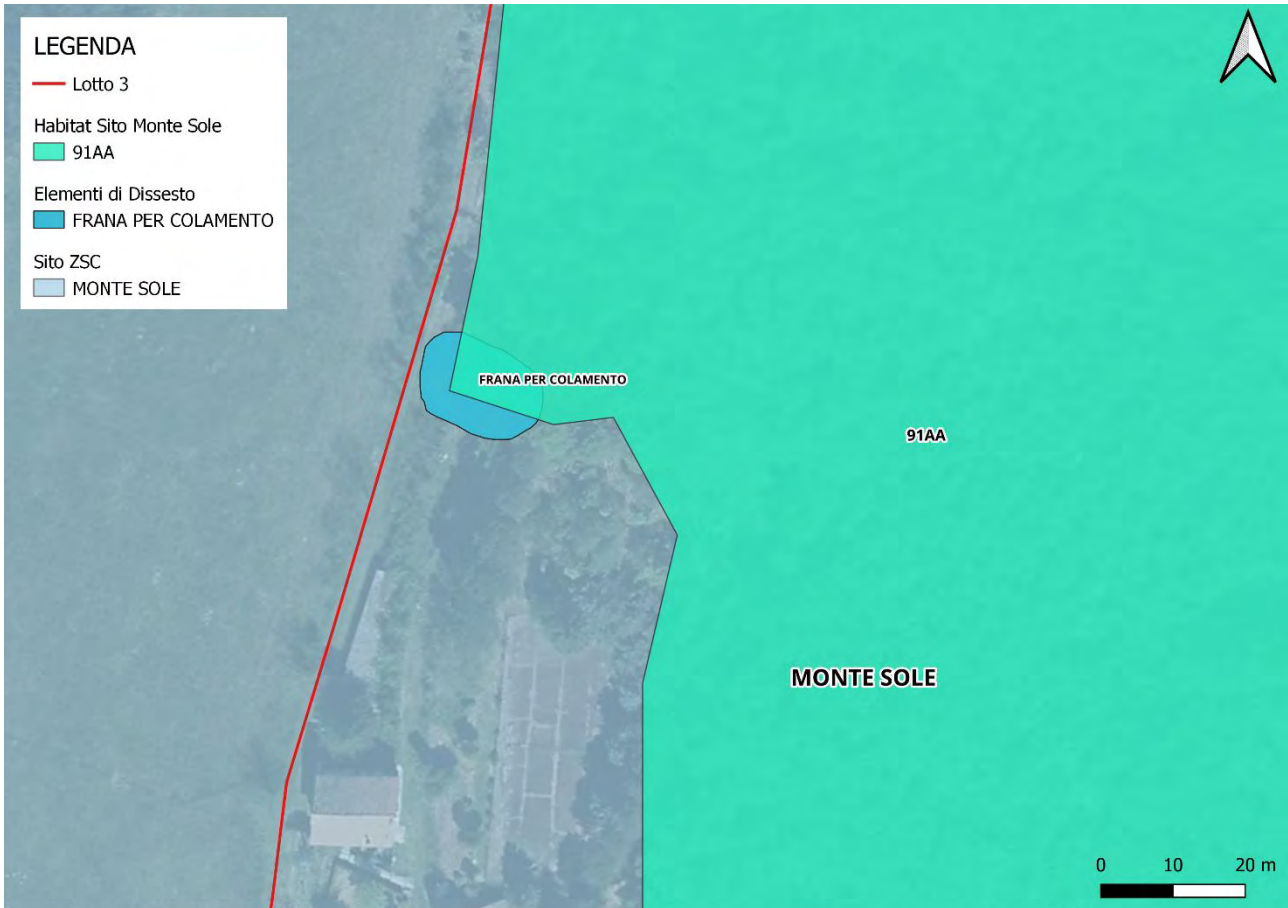 LEGENDA
Lotto 3
Habitat Sito Monte Sole
91AA
Elementi di Dissesto
FRANA PER COLAMENTO
Sito ZSC
MONTE SOLE
FRANA PER COLAMENTO
91AA
MONTE SOLE
0 10 20 m